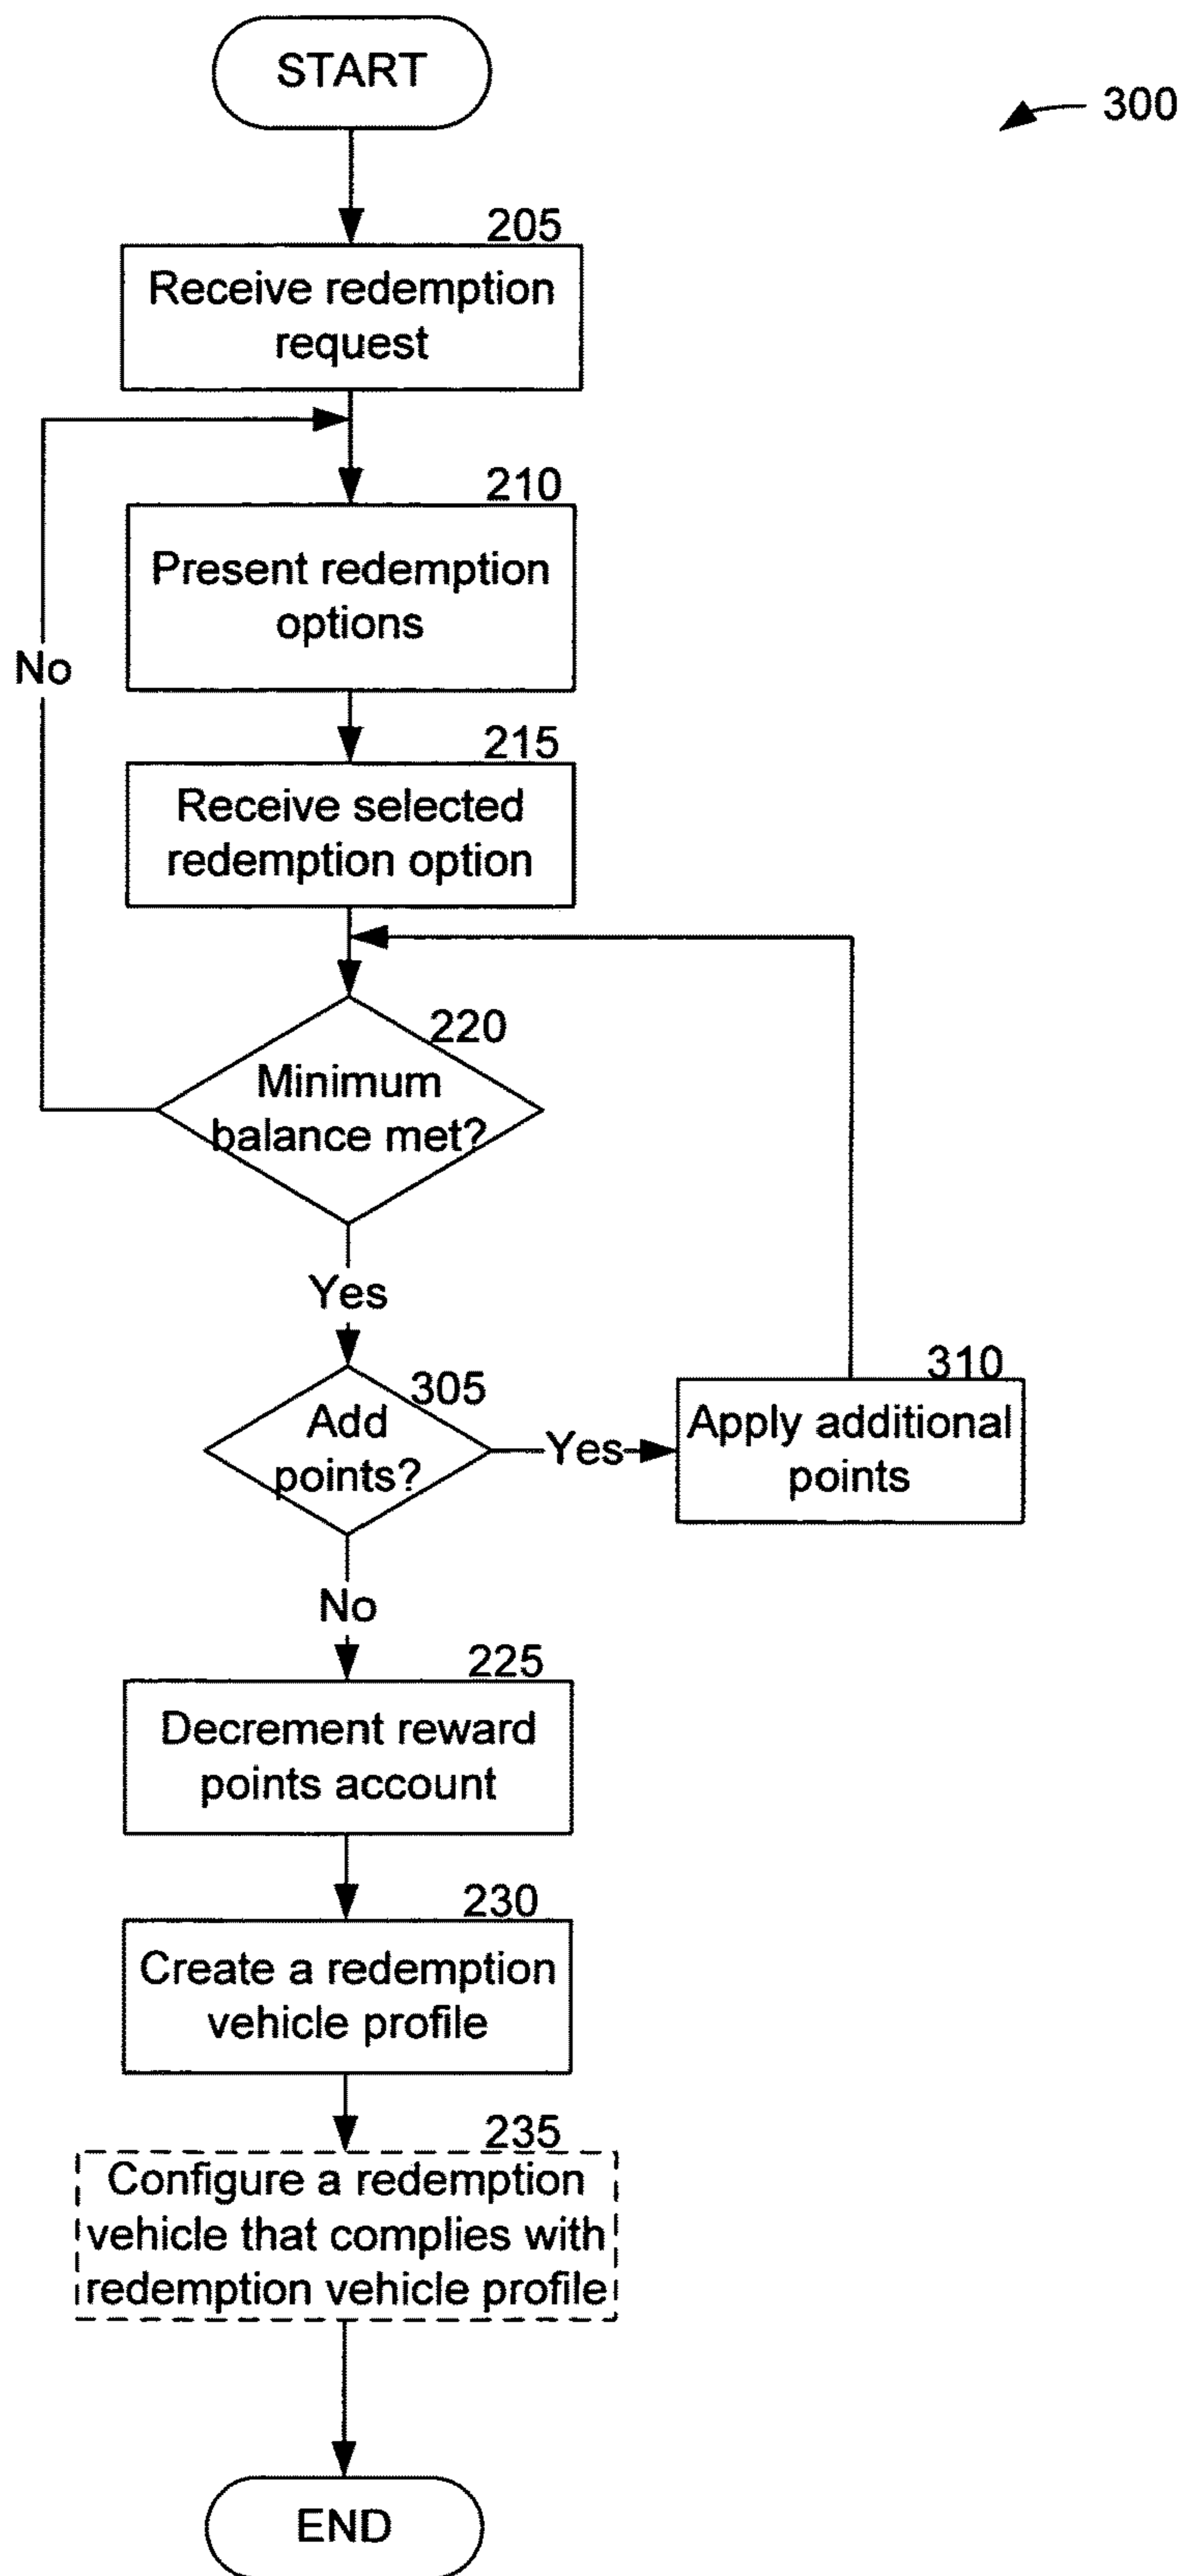 START
300
205
Receive redemption
request
210
Present redemption
options
No
215
Receive selected
redemption option
220
Minimum
balance met?
Yes
305
Add
points?
Yes
310
Apply additional
points
No
225
Decrement reward
points account
230
Create a redemption
vehicle profile
235
Configure a redemption
vehicle that complies with
redemption vehicle profile
END